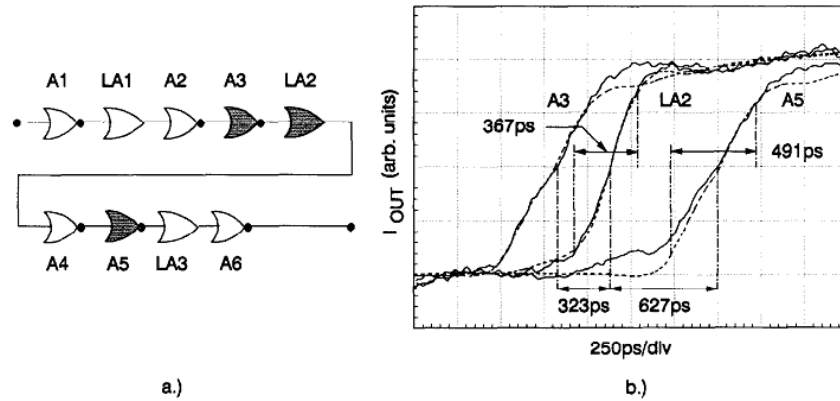 A1 LA1 A2 A3 LA2
A4 A5 LA3 A6
a.)
I OUT (arb. units)
A3 LA2 A5
367ps
491ps
323ps 627ps
250ps/div
b.)